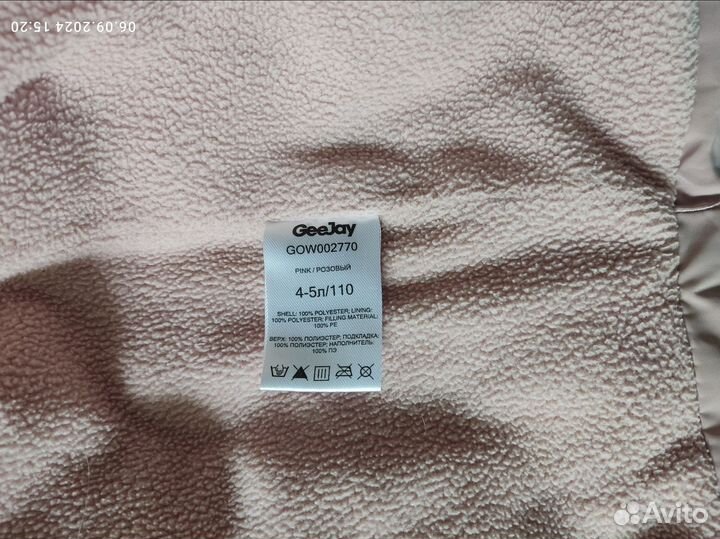 06.09.2024 15:20
GeeJay
GOW002770
PINK / РОЗОВЫЙ
4-5л/110
SHELL: 100% POLYESTER; LINING:
100% POLYESTER; FILLING MATERIAL:
100% PE
ВЕРХ: 100% ПОЛИЭСТЕР; ПОДКЛАДКА:
100% ПОЛИЭСТЕР; НАПОЛНИТЕЛЬ:
100% ПЭ
Avito